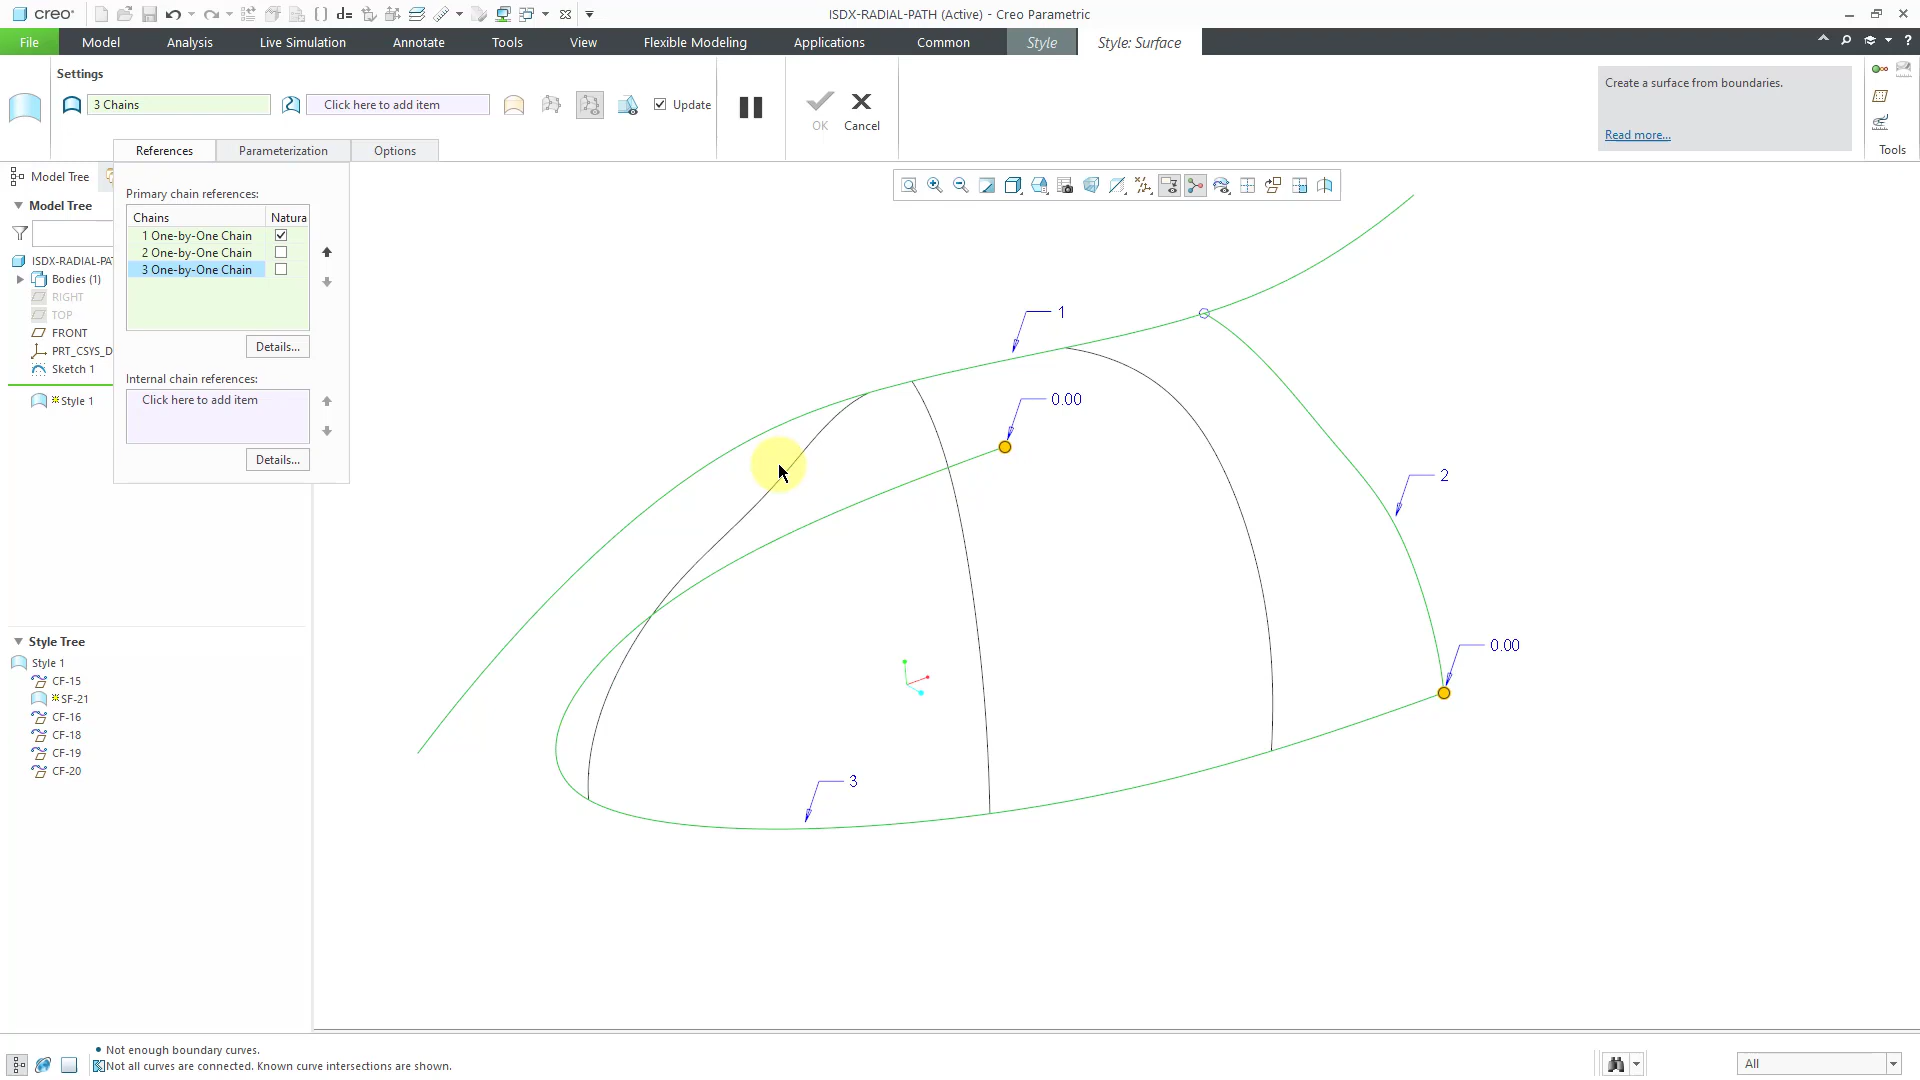 creo
ISDX-RADIAL-PATH (Active) - Creo Parametric
File
Model
Analysis
Live Simulation
Annotate
Tools
View
Flexible Modeling
Applications
Common
Style
Style: Surface
Settings
3 Chains
Click here to add item
Update
OK
Cancel
Create a surface from boundaries.
Read more...
Tools
References
Parameterization
Options
Model Tree
Model Tree
ISDX-RADIAL-PA
Bodies (1)
RIGHT
TOP
FRONT
PRT_CSYS_D
Sketch 1
Style 1
Primary chain references:
Chains
Natura
1 One-by-One Chain
2 One-by-One Chain
3 One-by-One Chain
Details...
Internal chain references:
Click here to add item
Details...
1
0.00
2
0.00
3
Style Tree
Style 1
CF-15
SF-21
CF-16
CF-18
CF-19
CF-20
Not enough boundary curves.
Not all curves are connected. Known curve intersections are shown.
All